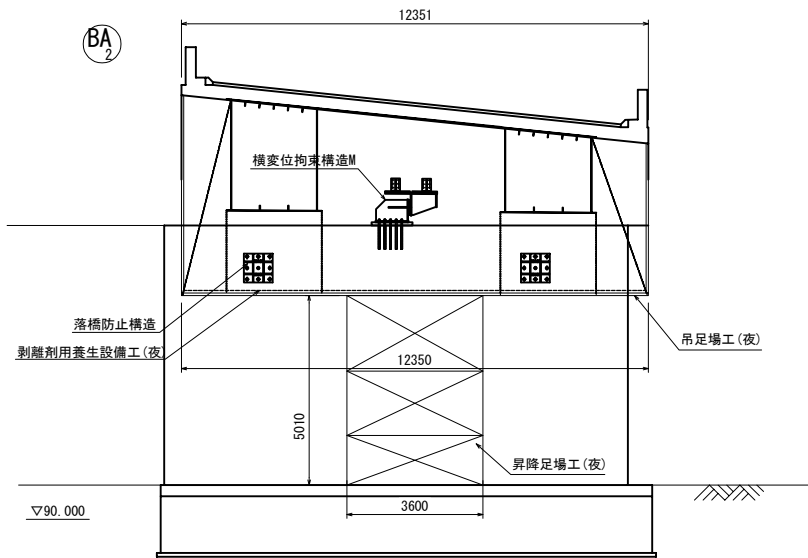 12351
BA
2
横変位拘束構造M
落橋防止構造
剥離剤用養生設備工(夜)
吊足場工(夜)
12350
5010
昇降足場工(夜)
3600
▽90.000